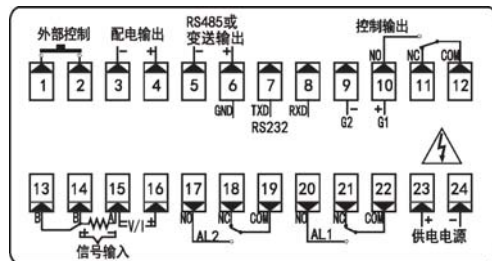 外部控制 配电输出 RS485或
变送输出 控制输出
- + - + NO NC COM
1 2 3 4 5 6 7 8 9 10 11 12
GND TXD RXD - +
RS232 G2 G1
13 14 15 16 17 18 19 20 21 22 23 24
B B A V/I NO NC COM NO NC COM + -
- + AL2 AL1 供电电源
信号输入